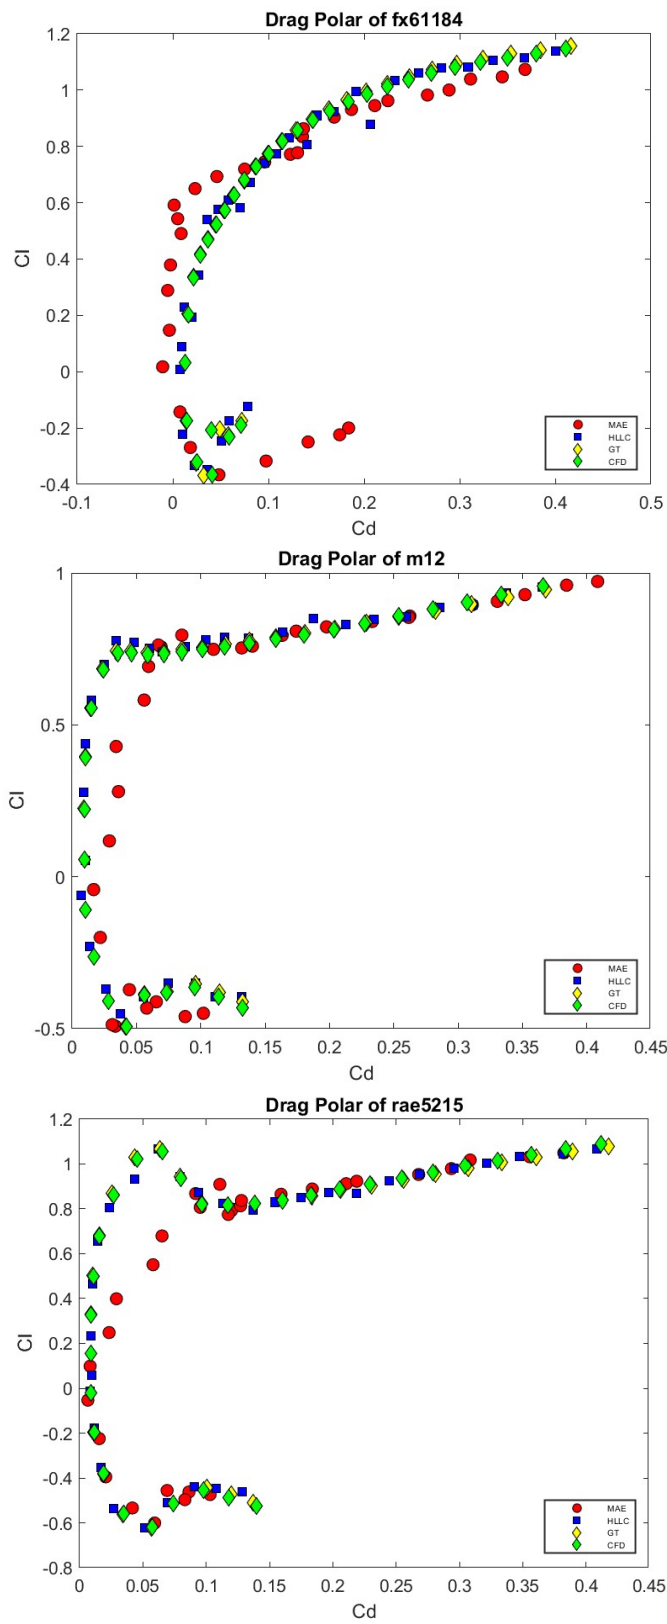 Drag Polar of fx61184
1.2
1
0.8
0.6
0.4
0.2
0
-0.2
-0.4
Cl
-0.1 0 0.1 0.2 0.3 0.4 0.5
Cd
MAE
HLLC
GT
CFD
Drag Polar of m12
1
0.5
0
-0.5
Cl
0 0.05 0.1 0.15 0.2 0.25 0.3 0.35 0.4 0.45
Cd
MAE
HLLC
GT
CFD
Drag Polar of rae5215
1.2
1
0.8
0.6
0.4
0.2
0
-0.2
-0.4
-0.6
-0.8
Cl
0 0.05 0.1 0.15 0.2 0.25 0.3 0.35 0.4 0.45
Cd
MAE
HLLC
GT
CFD